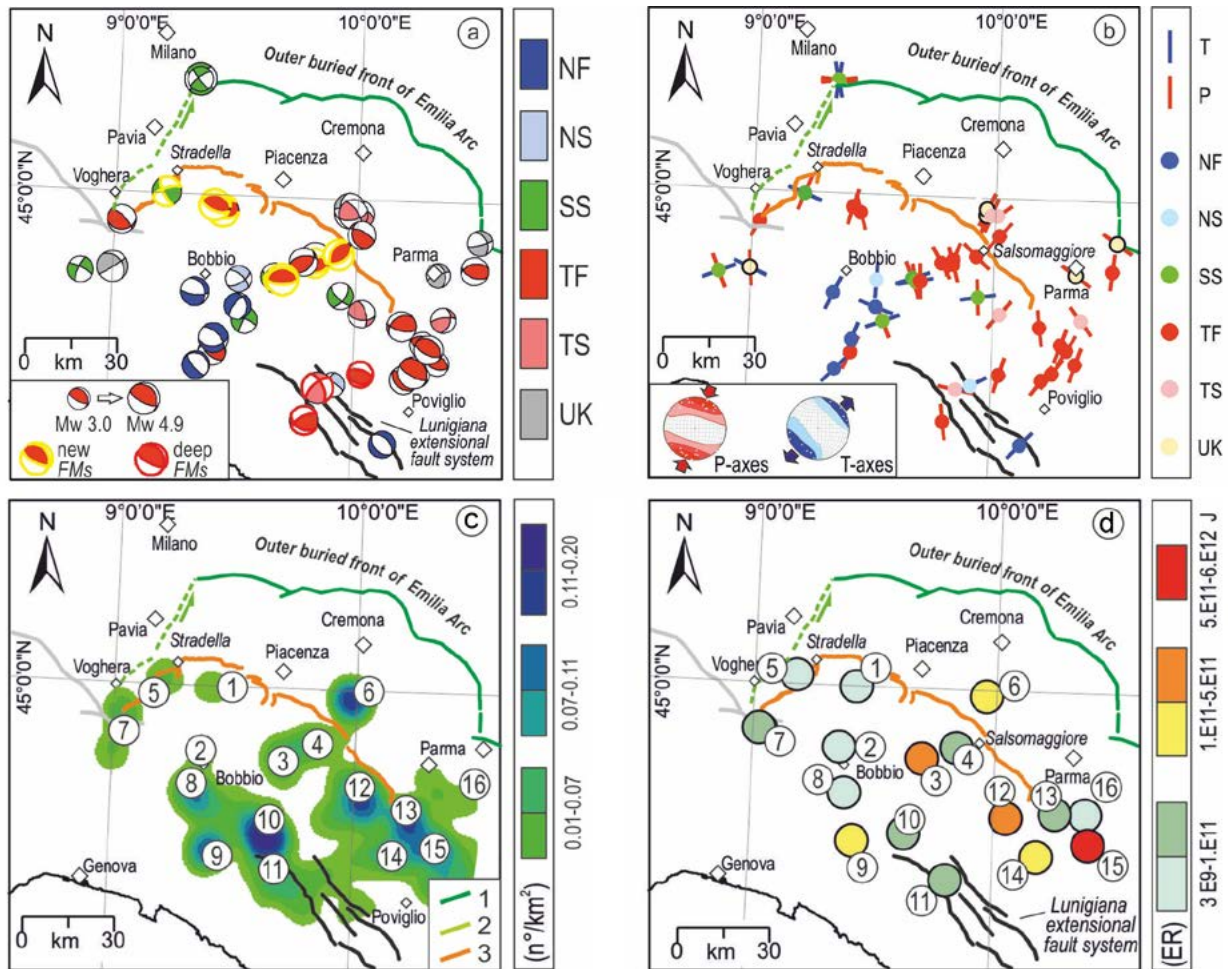 9°0'0"E
10°0'0"E
a
N
Milano
Outer buried front of
Emilia Arc
Pavia
Cremona
Stradella
Piacenza
Voghera
45°0'0"N
Bobbio
Parma
0
30
km
Mw 3.0
Mw 4.9
new
FMs
deep
FMs
Poviglio
Lunigiana
extensional
fault system
NF
NS
SS
TF
TS
UK
9°0'0"E
10°0'0"E
b
N
Milano
Outer buried front of
Emilia Arc
Pavia
Cremona
Stradella
Piacenza
Voghera
45°0'0"N
Bobbio
Salsomaggiore
Parma
0
30
km
P-axes
T-axes
Poviglio
T
P
NF
NS
SS
TF
TS
UK
9°0'0"E
10°0'0"E
c
N
Milano
Outer buried front of
Emilia Arc
Pavia
Cremona
Stradella
Piacenza
Voghera
45°0'0"N
5
1
6
7
2
3
4
Parma
8
Bobbio
16
12
10
13
9
11
14
15
Genova
Poviglio
0
30
km
1
2
3
0.11-0.20
0.07-0.11
0.01-0.07
(n°/km²)
9°0'0"E
10°0'0"E
d
N
Milano
Outer buried front of
Emilia Arc
Pavia
Cremona
Stradella
Piacenza
Voghera
45°0'0"N
5
1
6
7
2
Salsomaggiore
4
Bobbio
3
Parma
8
16
12
13
10
9
14
15
11
Genova
0
30
km
Lunigiana
extensional
fault system
5.E11-6.E12 J
1.E11-5.E11
3 E9-1.E11
(ER)